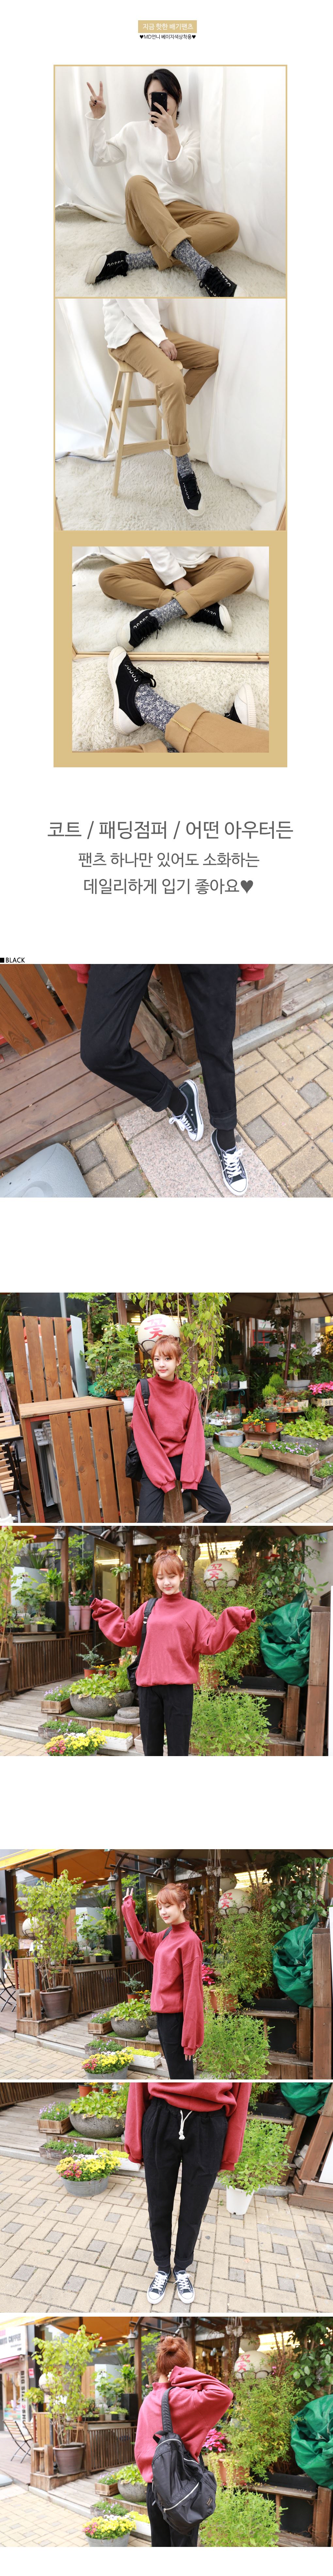 지금 핫한 배기팬츠
♥MD언니 베이지색상착용♥
코트 / 패딩점퍼 / 어떤 아우터든
팬츠 하나만 있어도 소화하는
데일리하게 입기 좋아요♥
■BLACK
꽃